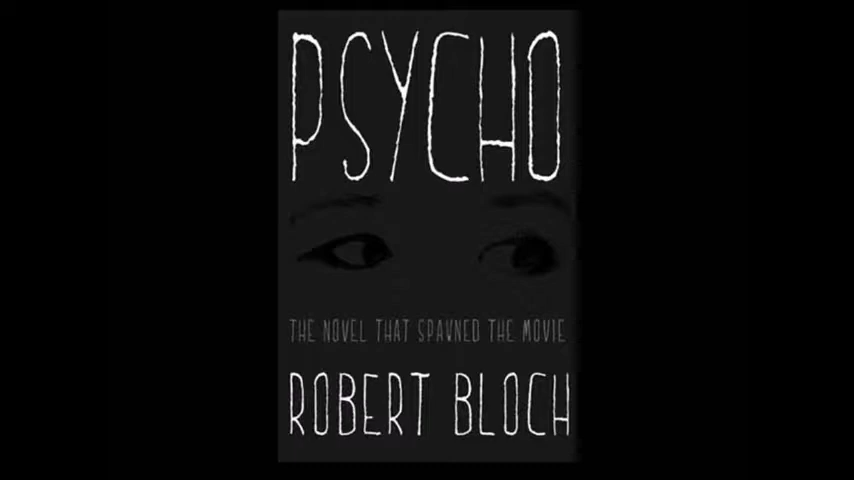 PSYCHO
THE NOVEL THAT SPAWNED THE MOVIE
ROBERT BLOCH